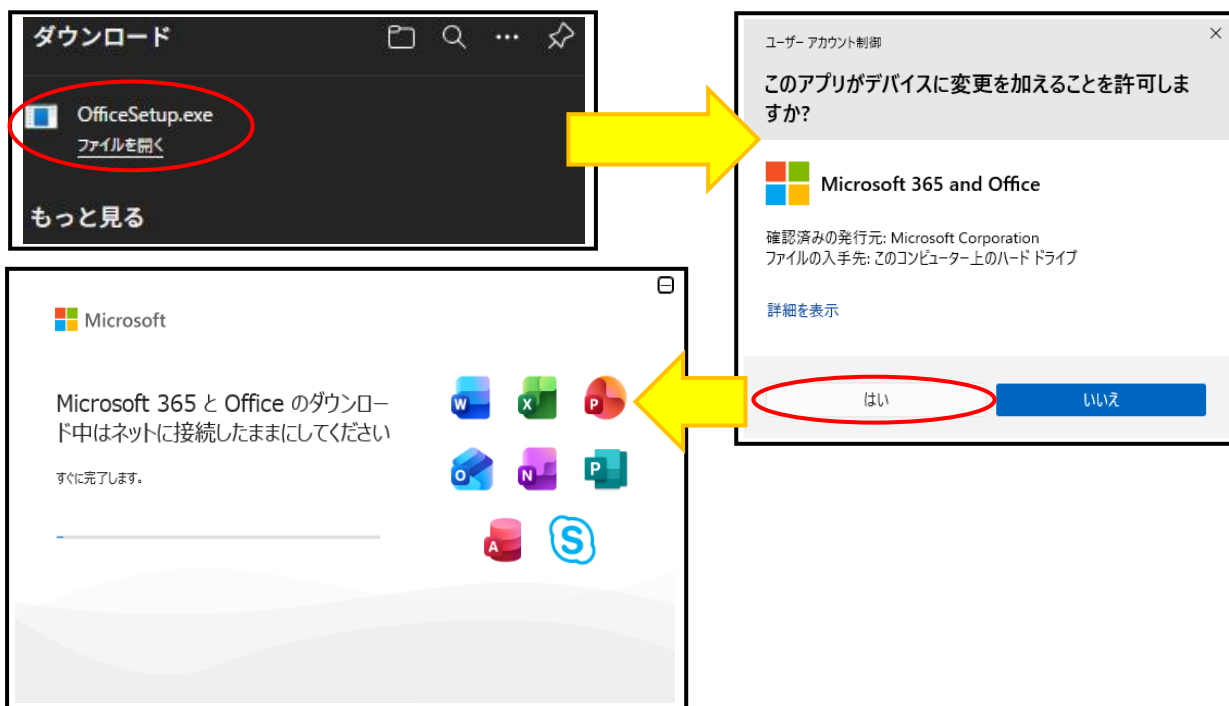 ダウンロード
OfficeSetup.exe
ファイルを開く
もっと見る
ユーザー アカウント制御
このアプリがデバイスに変更を加えることを許可しま
すか?
Microsoft 365 and Office
確認済みの発行元: Microsoft Corporation
ファイルの入手先: このコンピューター上のハード ドライブ
詳細を表示
はい
いいえ
Microsoft
Microsoft 365 と Office のダウンロー
ド中はネットに接続したままにしてください
すぐに完了します。
W
X
P
O
N
P
A
S